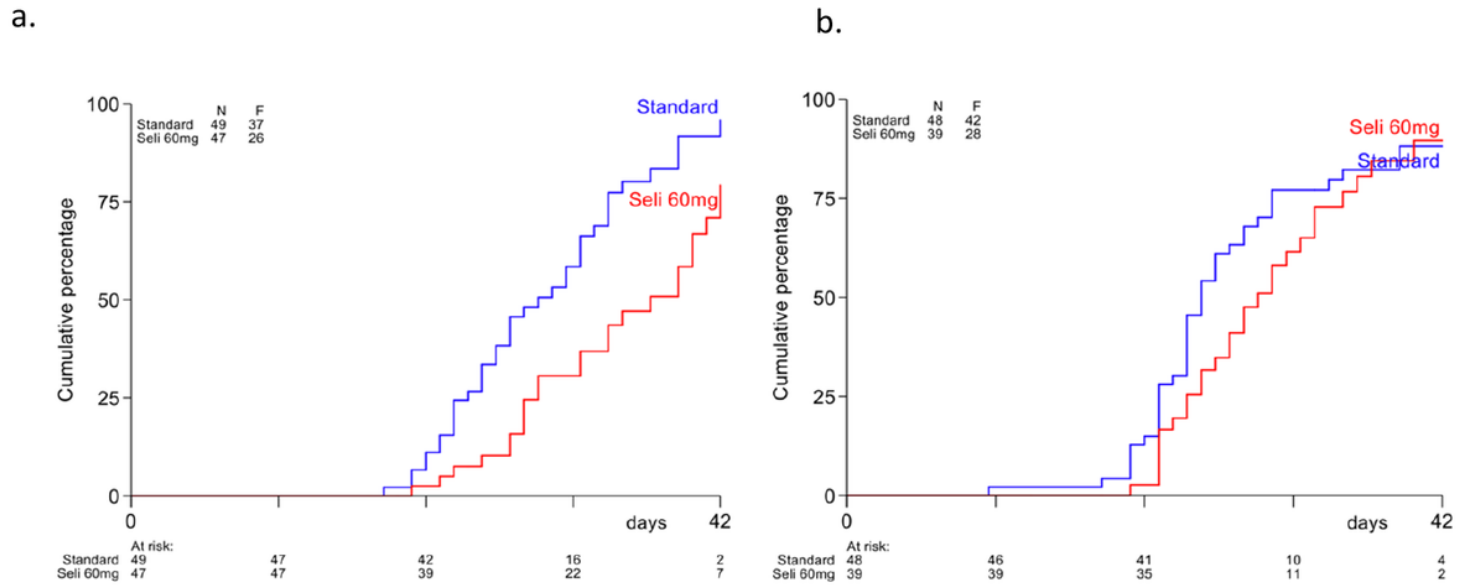 a.
N F
Standard 49 37
Seli 60mg 47 26
100
75
50
25
0
Cumulative percentage
Standard
Seli 60mg
0 days 42
At risk:
Standard 49 47 42 16 2
Seli 60mg 47 47 39 22 7
b.
N F
Standard 48 42
Seli 60mg 39 28
100
75
50
25
0
Cumulative percentage
Seli 60mg
Standard
0 days 42
At risk:
Standard 48 46 41 10 4
Seli 60mg 39 39 35 11 2